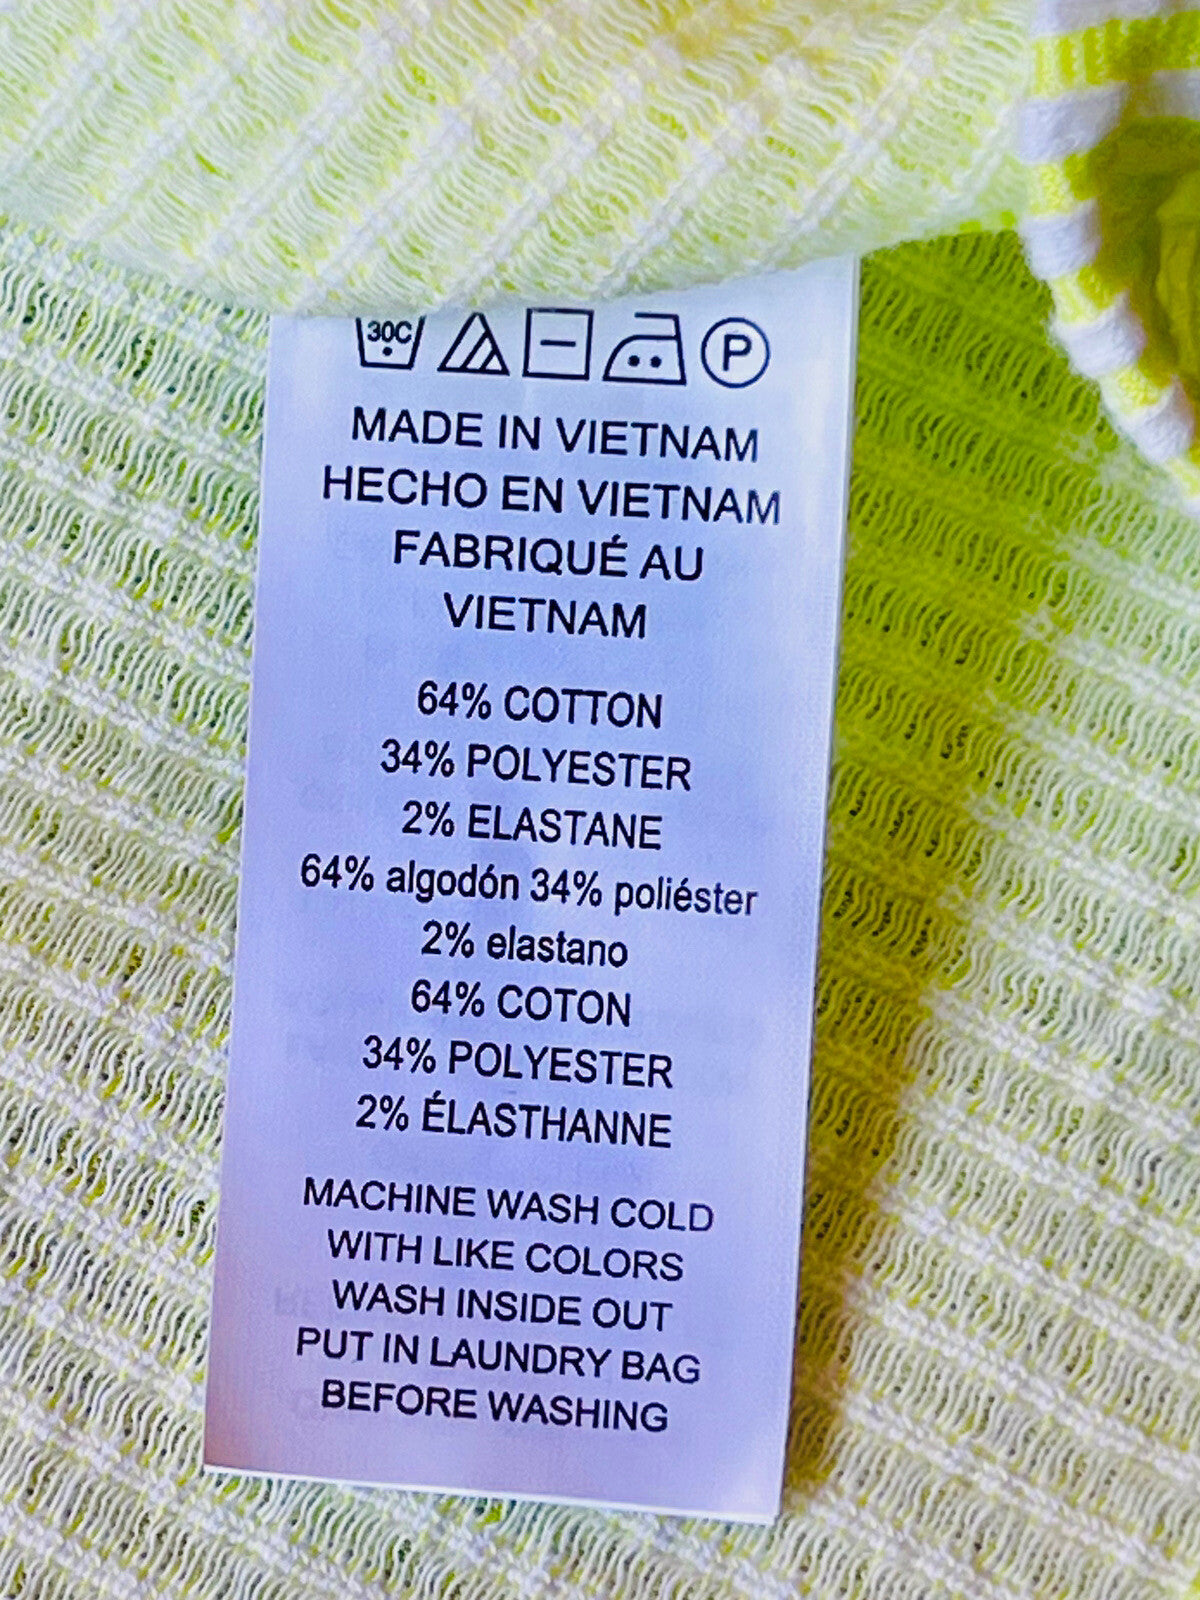 30C
P
MADE IN VIETNAM
HECHO EN VIETNAM
FABRIQUÉ AU
VIETNAM
64% COTTON
34% POLYESTER
2% ELASTANE
64% algodón 34% poliéster
2% elastano
64% COTON
34% POLYESTER
2% ÉLASTHANNE
MACHINE WASH COLD
WITH LIKE COLORS
WASH INSIDE OUT
PUT IN LAUNDRY BAG
BEFORE WASHING